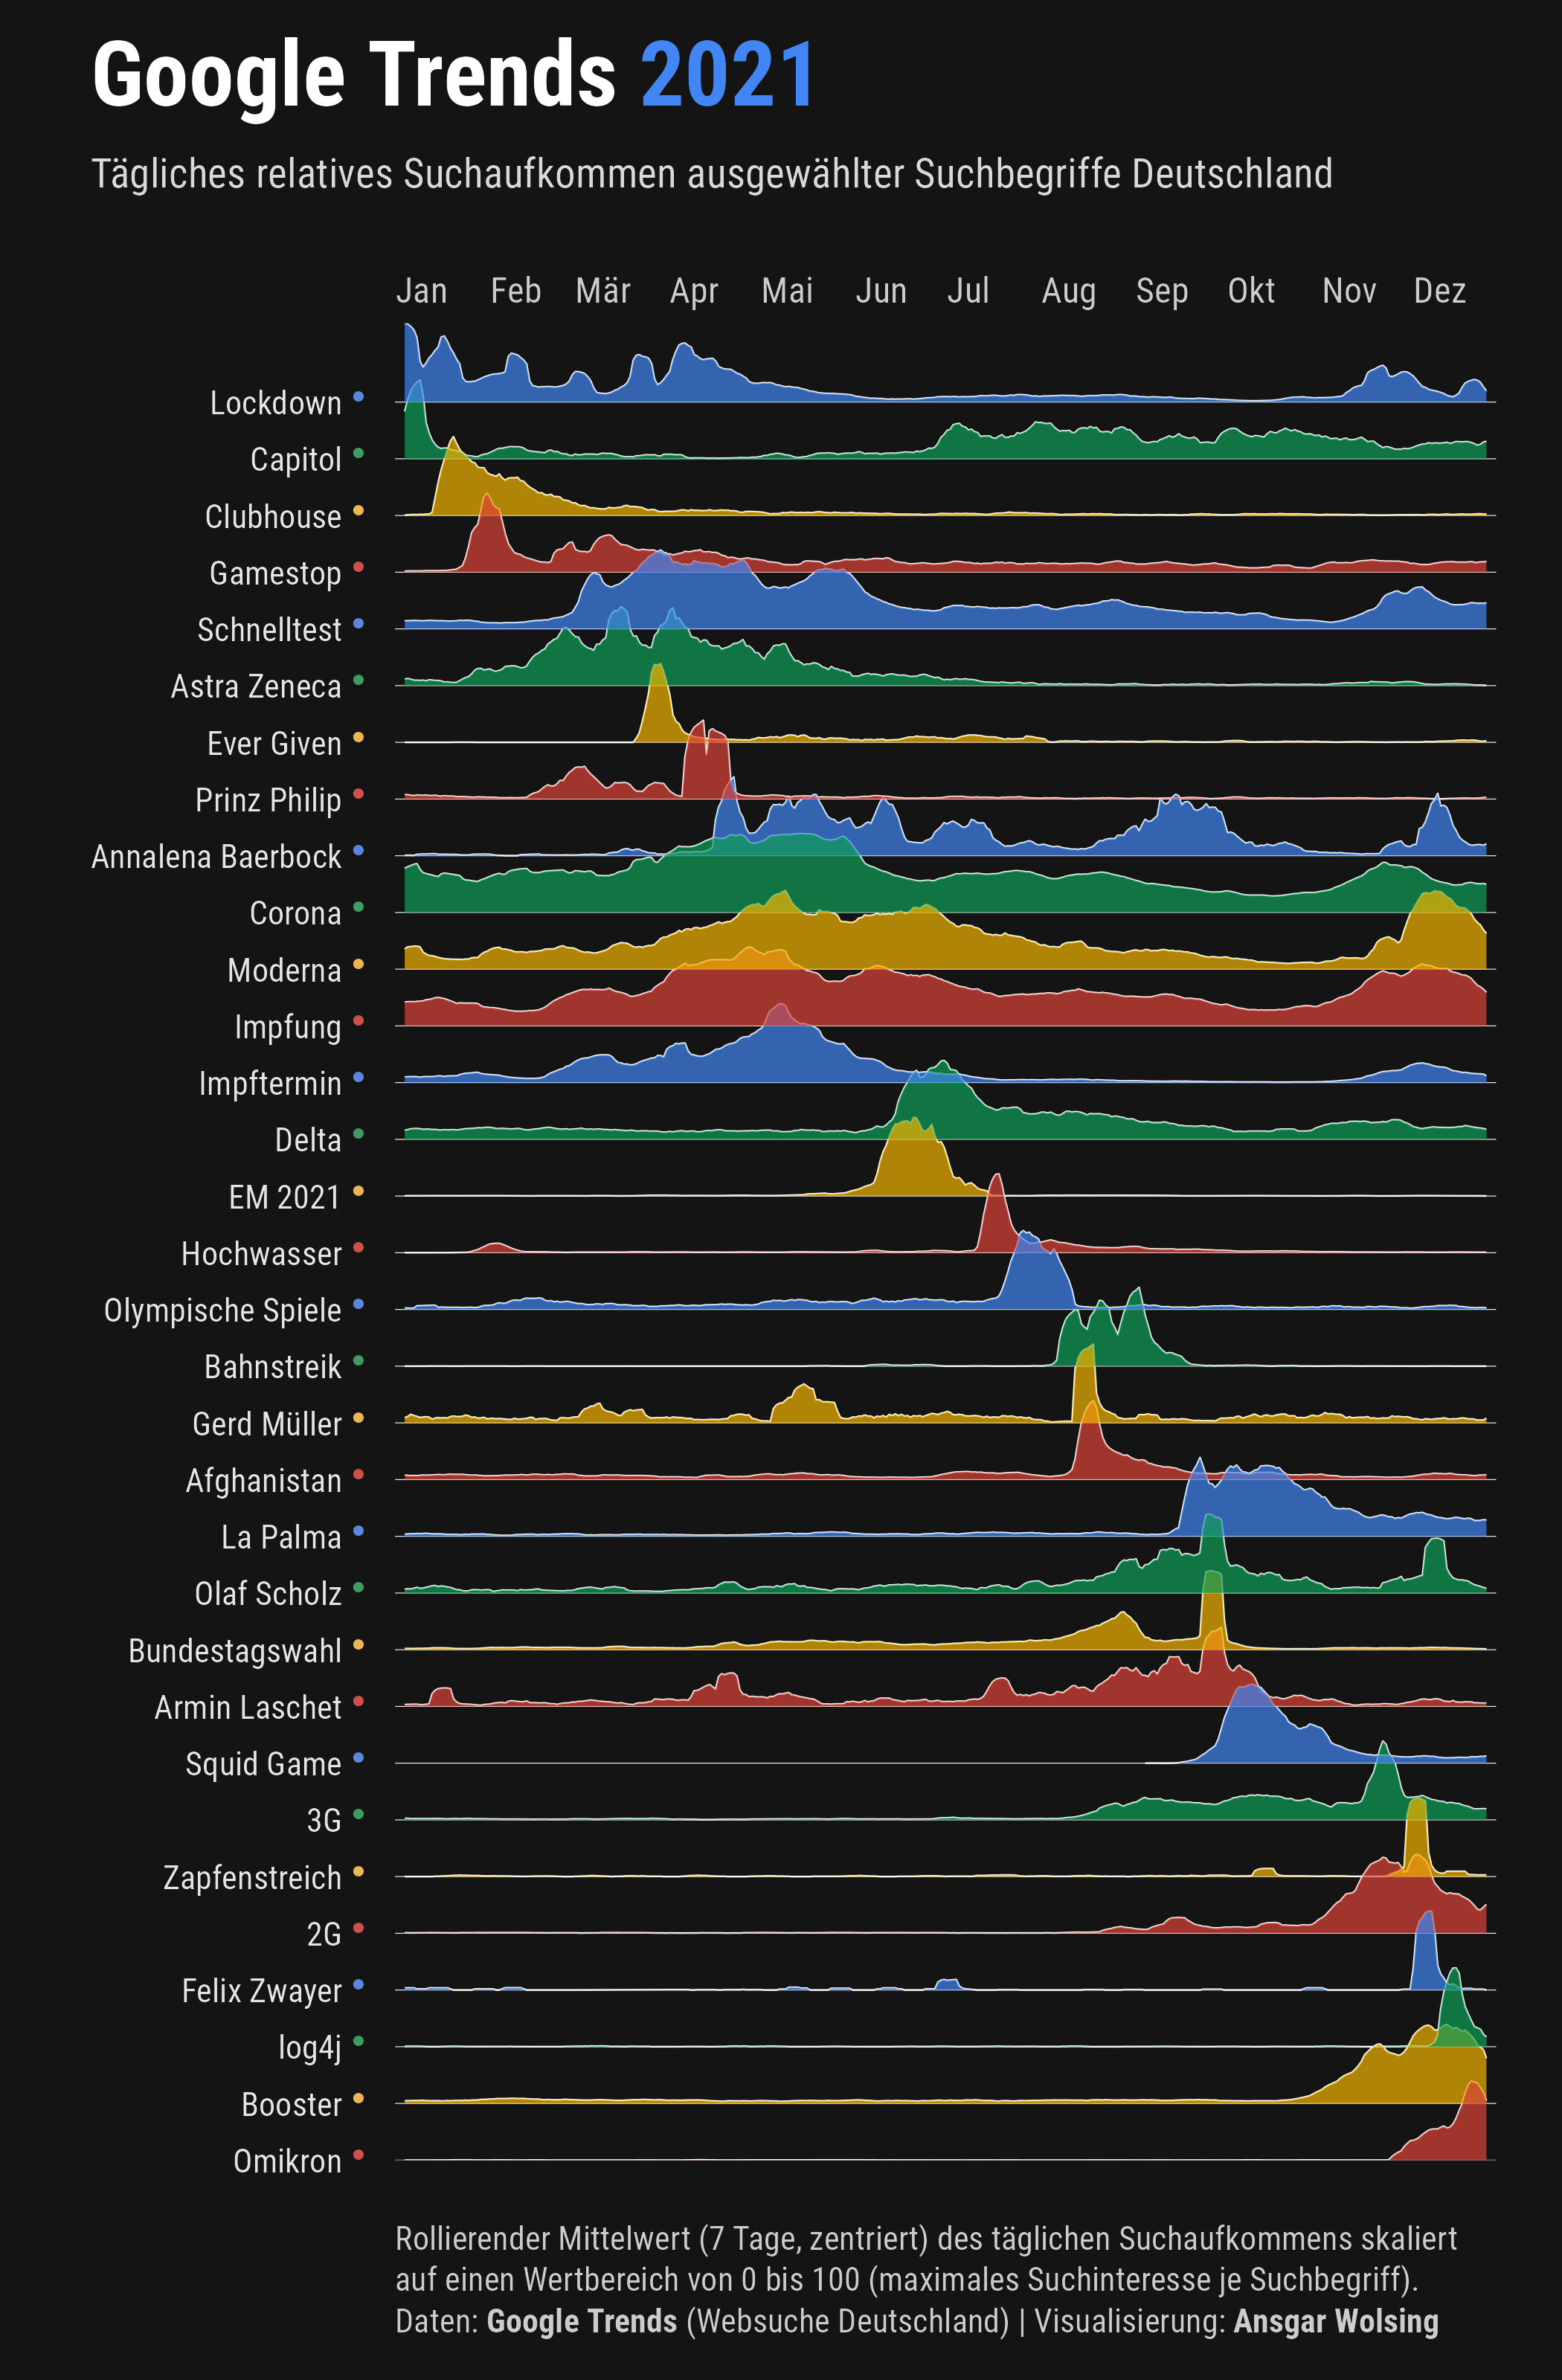 Google Trends 2021
Tägliches relatives Suchaufkommen ausgewählter Suchbegriffe Deutschland
Jan Feb Mär Apr Mai Jun Jul Aug Sep Okt Nov Dez
Lockdown
Capitol
Clubhouse
Gamestop
Schnelltest
Astra Zeneca
Ever Given
Prinz Philip
Annalena Baerbock
Corona
Moderna
Impfung
Impftermin
Delta
EM 2021
Hochwasser
Olympische Spiele
Bahnstreik
Gerd Müller
Afghanistan
La Palma
Olaf Scholz
Bundestagswahl
Armin Laschet
Squid Game
3G
Zapfenstreich
2G
Felix Zwayer
log4j
Booster
Omikron
Rollierender Mittelwert (7 Tage, zentriert) des täglichen Suchaufkommens skaliert
auf einen Wertbereich von 0 bis 100 (maximales Suchinteresse je Suchbegriff).
Daten: Google Trends (Websuche Deutschland) | Visualisierung: Ansgar Wolsing